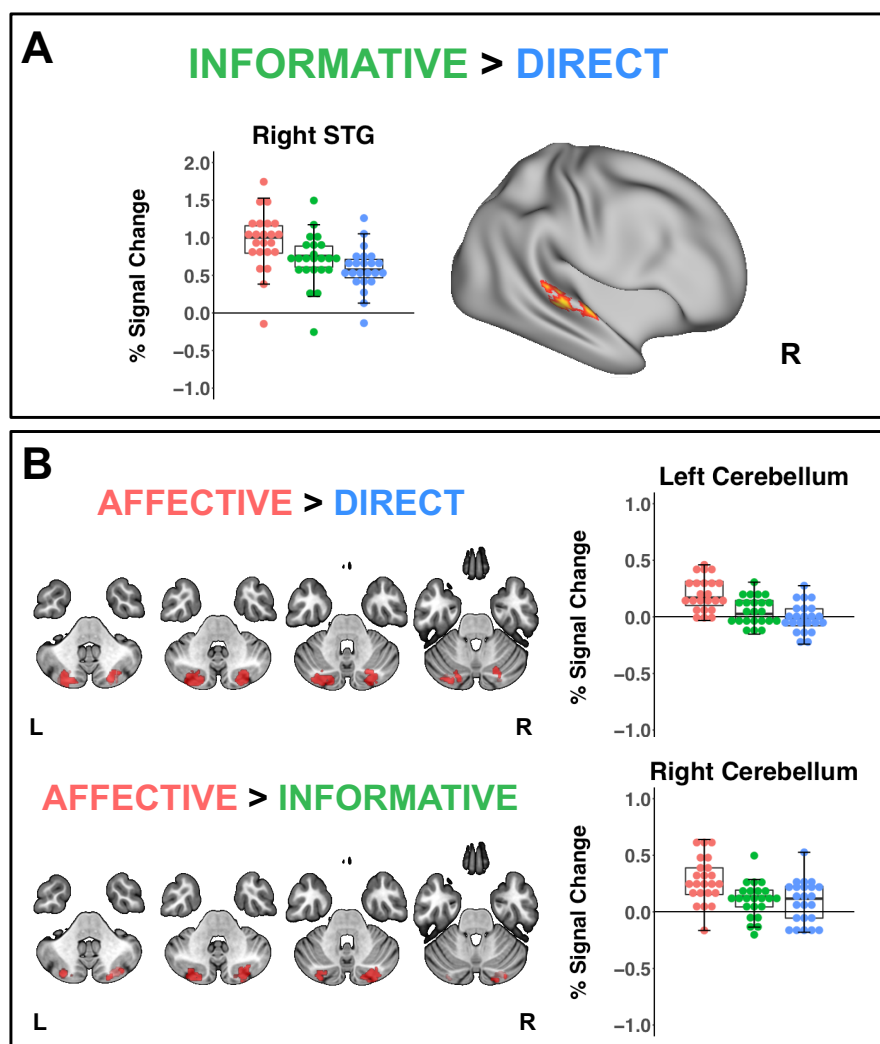 A
INFORMATIVE > DIRECT
Right STG
% Signal Change
2.0
1.5
1.0
0.5
0.0
−0.5
−1.0
R
B
AFFECTIVE > DIRECT
L
R
Left Cerebellum
% Signal Change
1.0
0.5
0.0
−0.5
−1.0
AFFECTIVE > INFORMATIVE
L
R
Right Cerebellum
% Signal Change
1.0
0.5
0.0
−0.5
−1.0